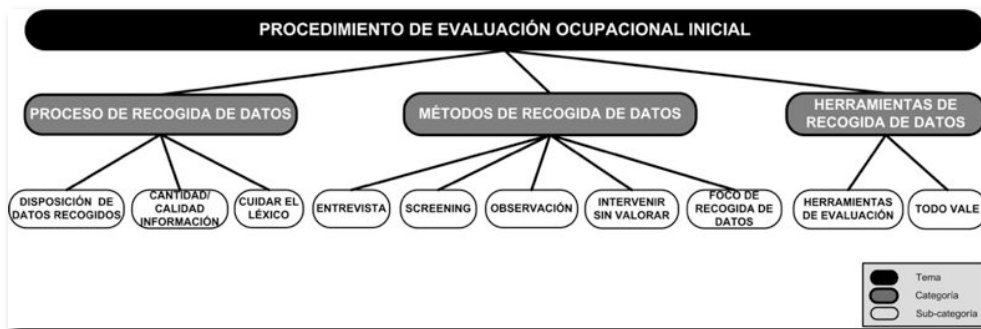 PROCEDIMIENTO DE EVALUACIÓN OCUPACIONAL INICIAL
PROCESO DE RECOGIDA DE DATOS
MÉTODOS DE RECOGIDA DE DATOS
HERRAMIENTAS DE
RECOGIDA DE DATOS
DISPOSICIÓN DE
DATOS RECOGIDOS
CANTIDAD/
CALIDAD
INFORMACIÓN
CUIDAR EL
LÉXICO
ENTREVISTA
SCREENING
OBSERVACIÓN
INTERVENIR
SIN VALORAR
FOCO DE
RECOGIDA DE
DATOS
HERRAMIENTAS
DE EVALUACIÓN
TODO VALE
Tema
Categoría
Sub-categoría